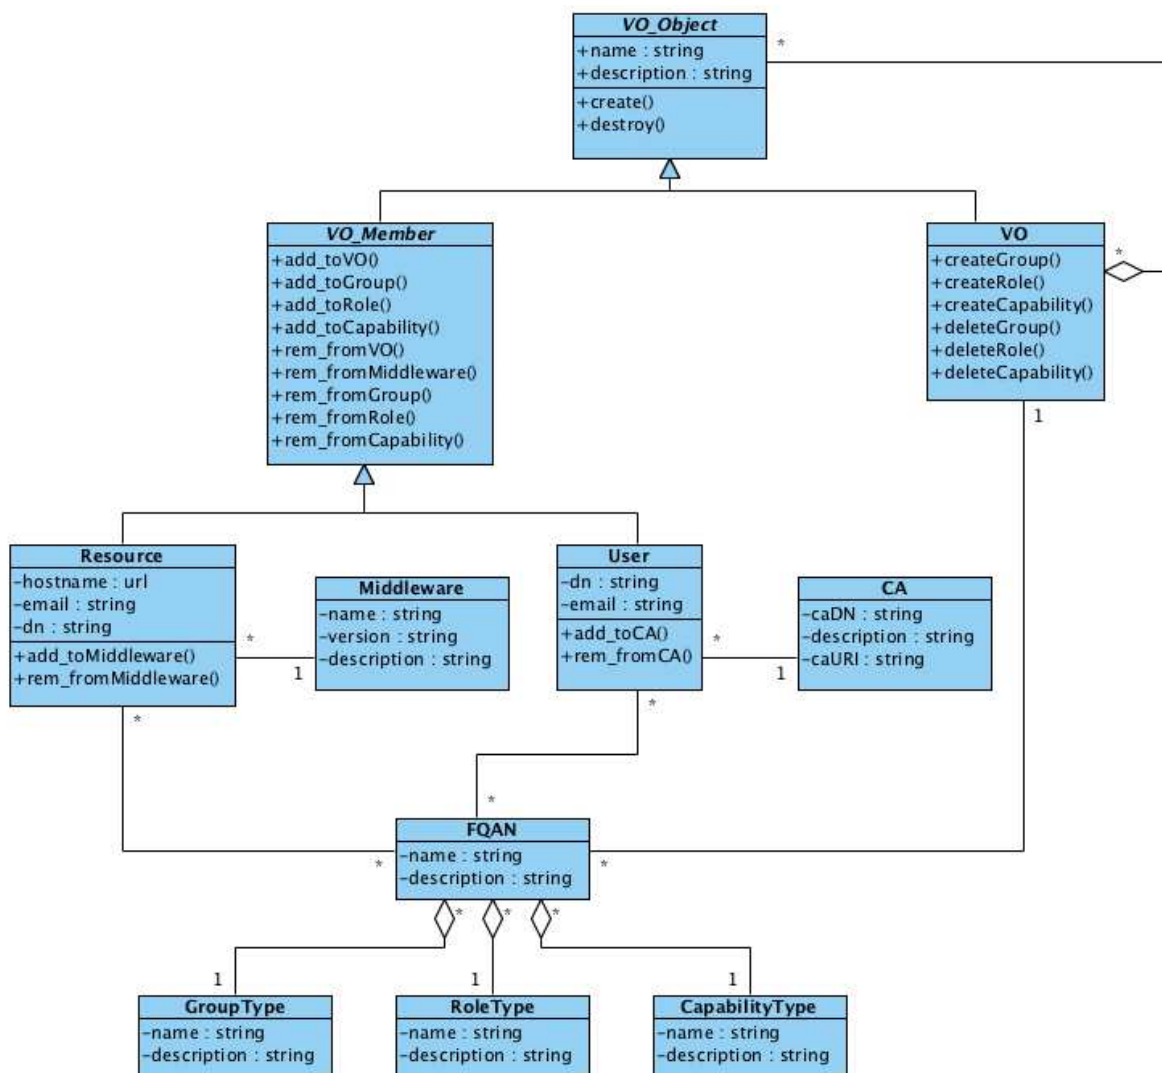 VO_Object
+name : string
+description : string
+create()
+destroy()
*
VO_Member
+add_toVO()
+add_toGroup()
+add_toRole()
+add_toCapability()
+rem_fromVO()
+rem_fromMiddleware()
+rem_fromGroup()
+rem_fromRole()
+rem_fromCapability()
VO
+createGroup()
+createRole()
+createCapability()
+deleteGroup()
+deleteRole()
+deleteCapability()
*
1
Resource
-hostname : url
-email : string
-dn : string
+add_toMiddleware()
+rem_fromMiddleware()
*
1
*
Middleware
-name : string
-version : string
-description : string
User
-dn : string
-email : string
+add_toCA()
+rem_fromCA()
*
1
*
CA
-caDN : string
-description : string
-caURI : string
*
FQAN
-name : string
-description : string
*
*
*
*
*
1
1
1
GroupType
-name : string
-description : string
RoleType
-name : string
-description : string
CapabilityType
-name : string
-description : string